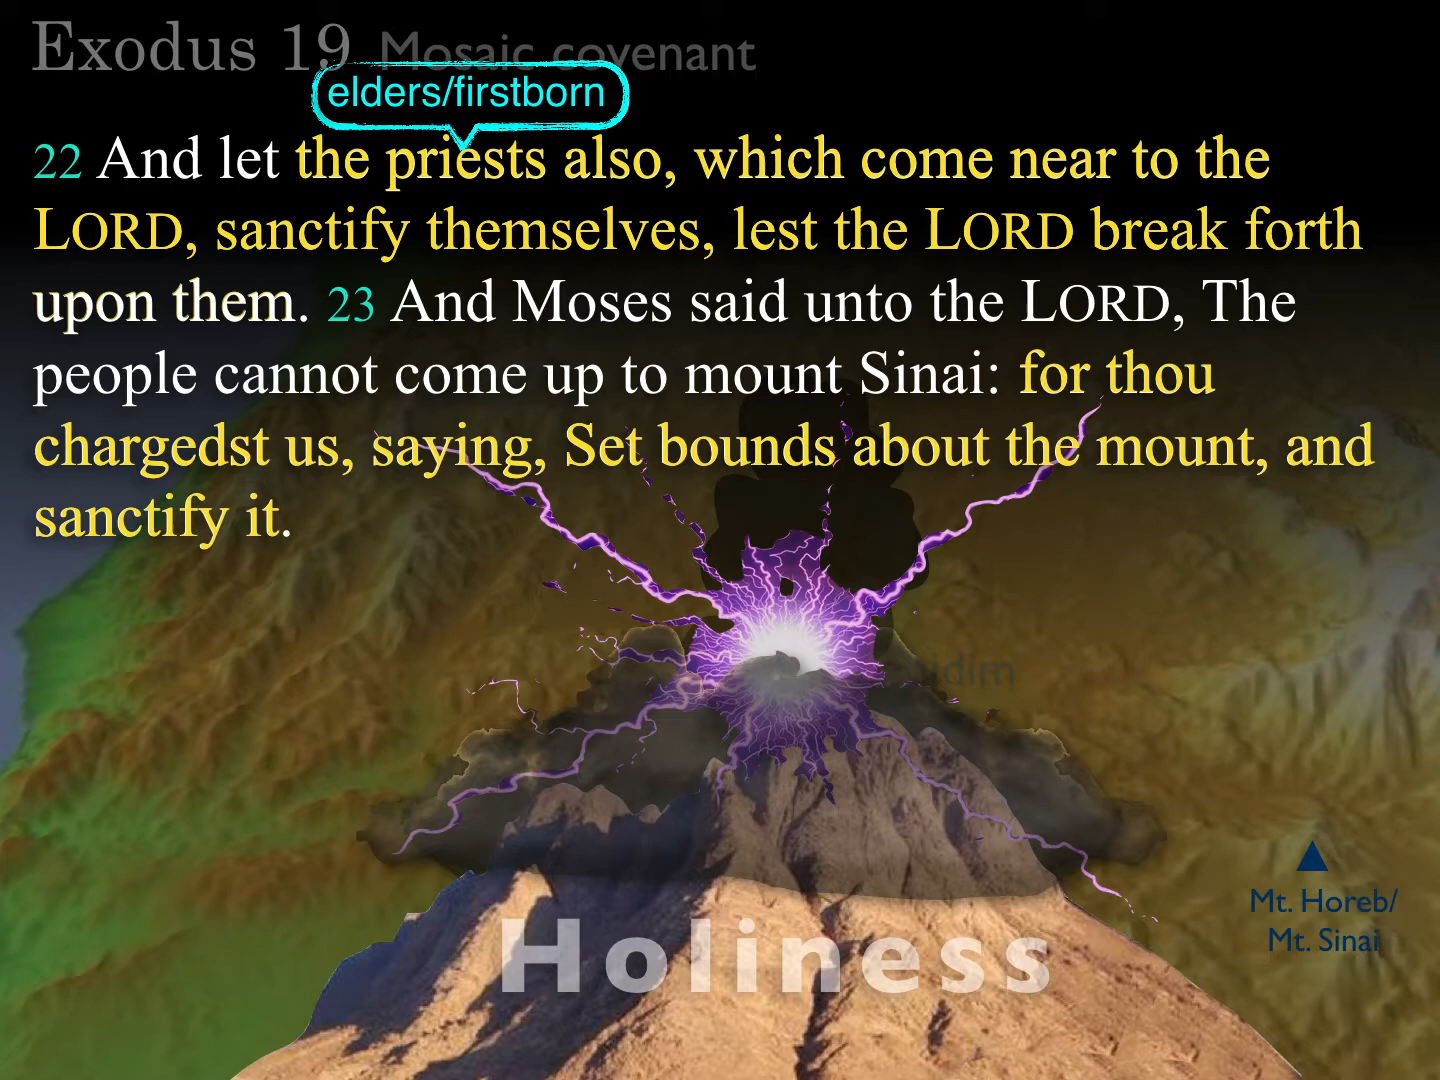 Exodus 19 Mosaic covenant
elders/firstborn
22 And let the priests also, which come near to the
LORD, sanctify themselves, lest the LORD break forth
upon them. 23 And Moses said unto the LORD, The
people cannot come up to mount Sinai: for thou
chargedst us, saying, Set bounds about the mount, and
sanctify it.
Mt. Horeb/
Mt. Sinai
Holiness